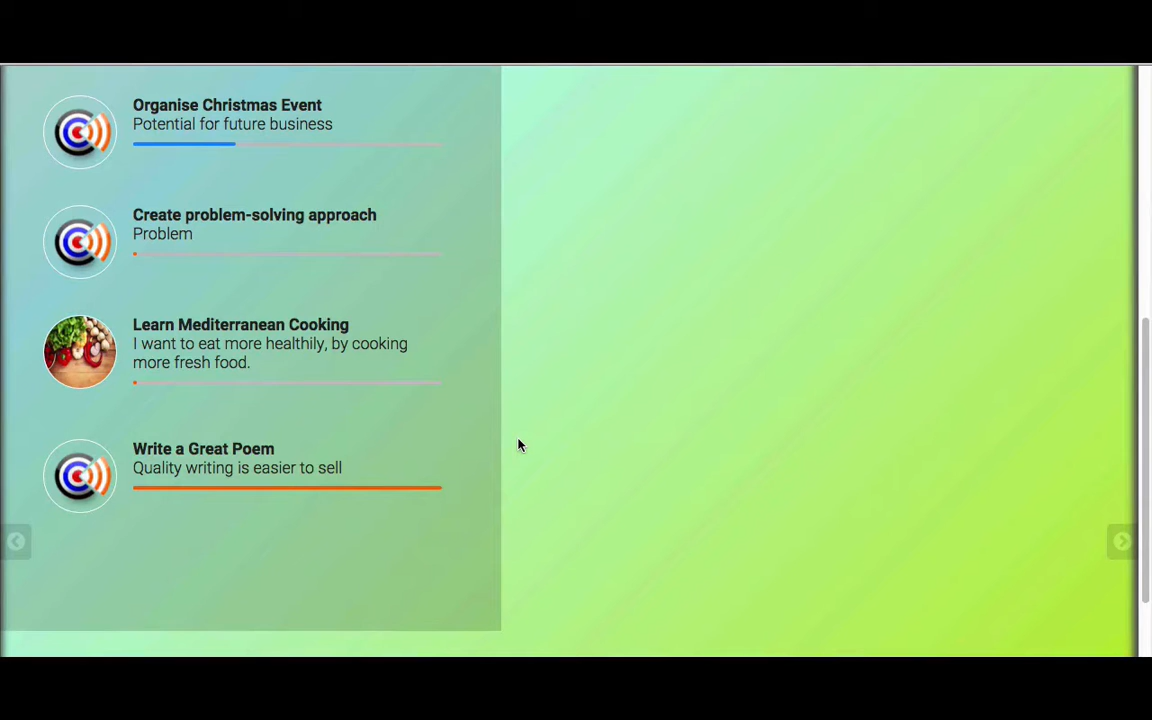 Organise Christmas Event
Potential for future business
Create problem-solving approach
Problem
Learn Mediterranean Cooking
I want to eat more healthily, by cooking
more fresh food.
Write a Great Poem
Quality writing is easier to sell